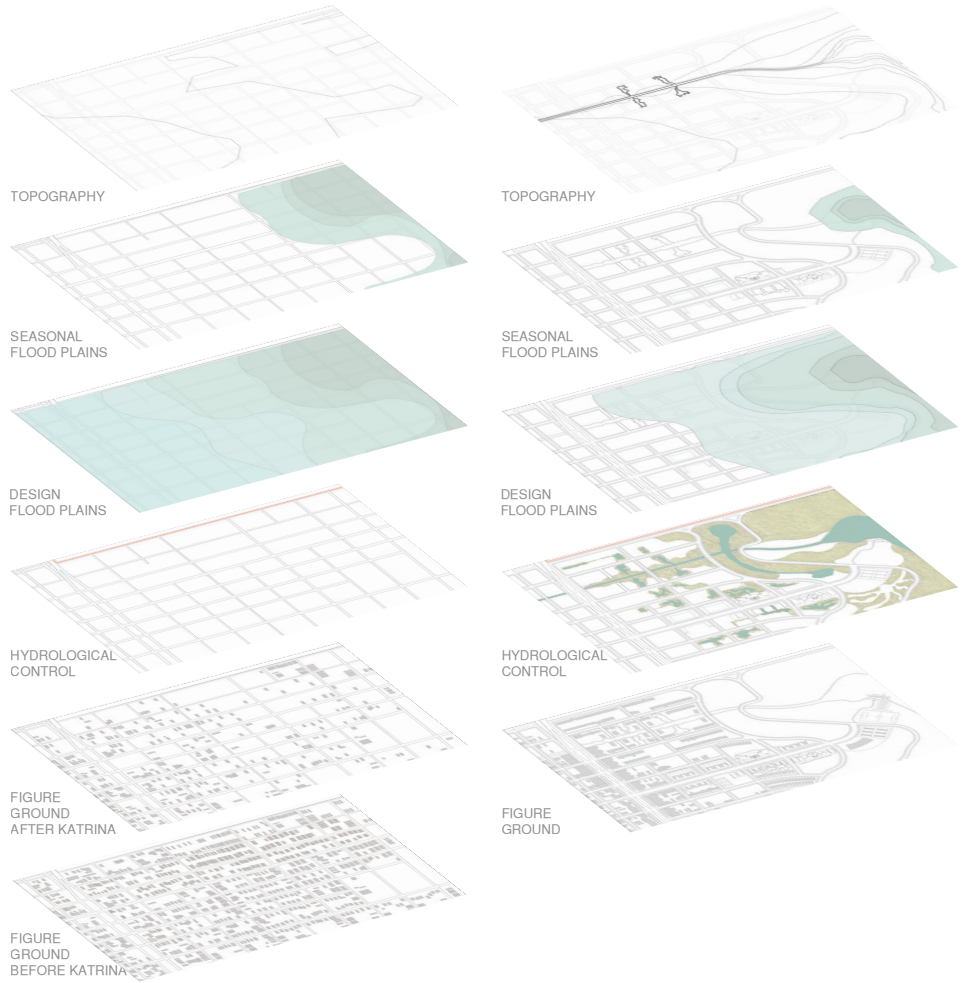 TOPOGRAPHY
SEASONAL
FLOOD PLAINS
DESIGN
FLOOD PLAINS
HYDROLOGICAL
CONTROL
FIGURE
GROUND
AFTER KATRINA
FIGURE
GROUND
BEFORE KATRINA
TOPOGRAPHY
SEASONAL
FLOOD PLAINS
DESIGN
FLOOD PLAINS
HYDROLOGICAL
CONTROL
FIGURE
GROUND